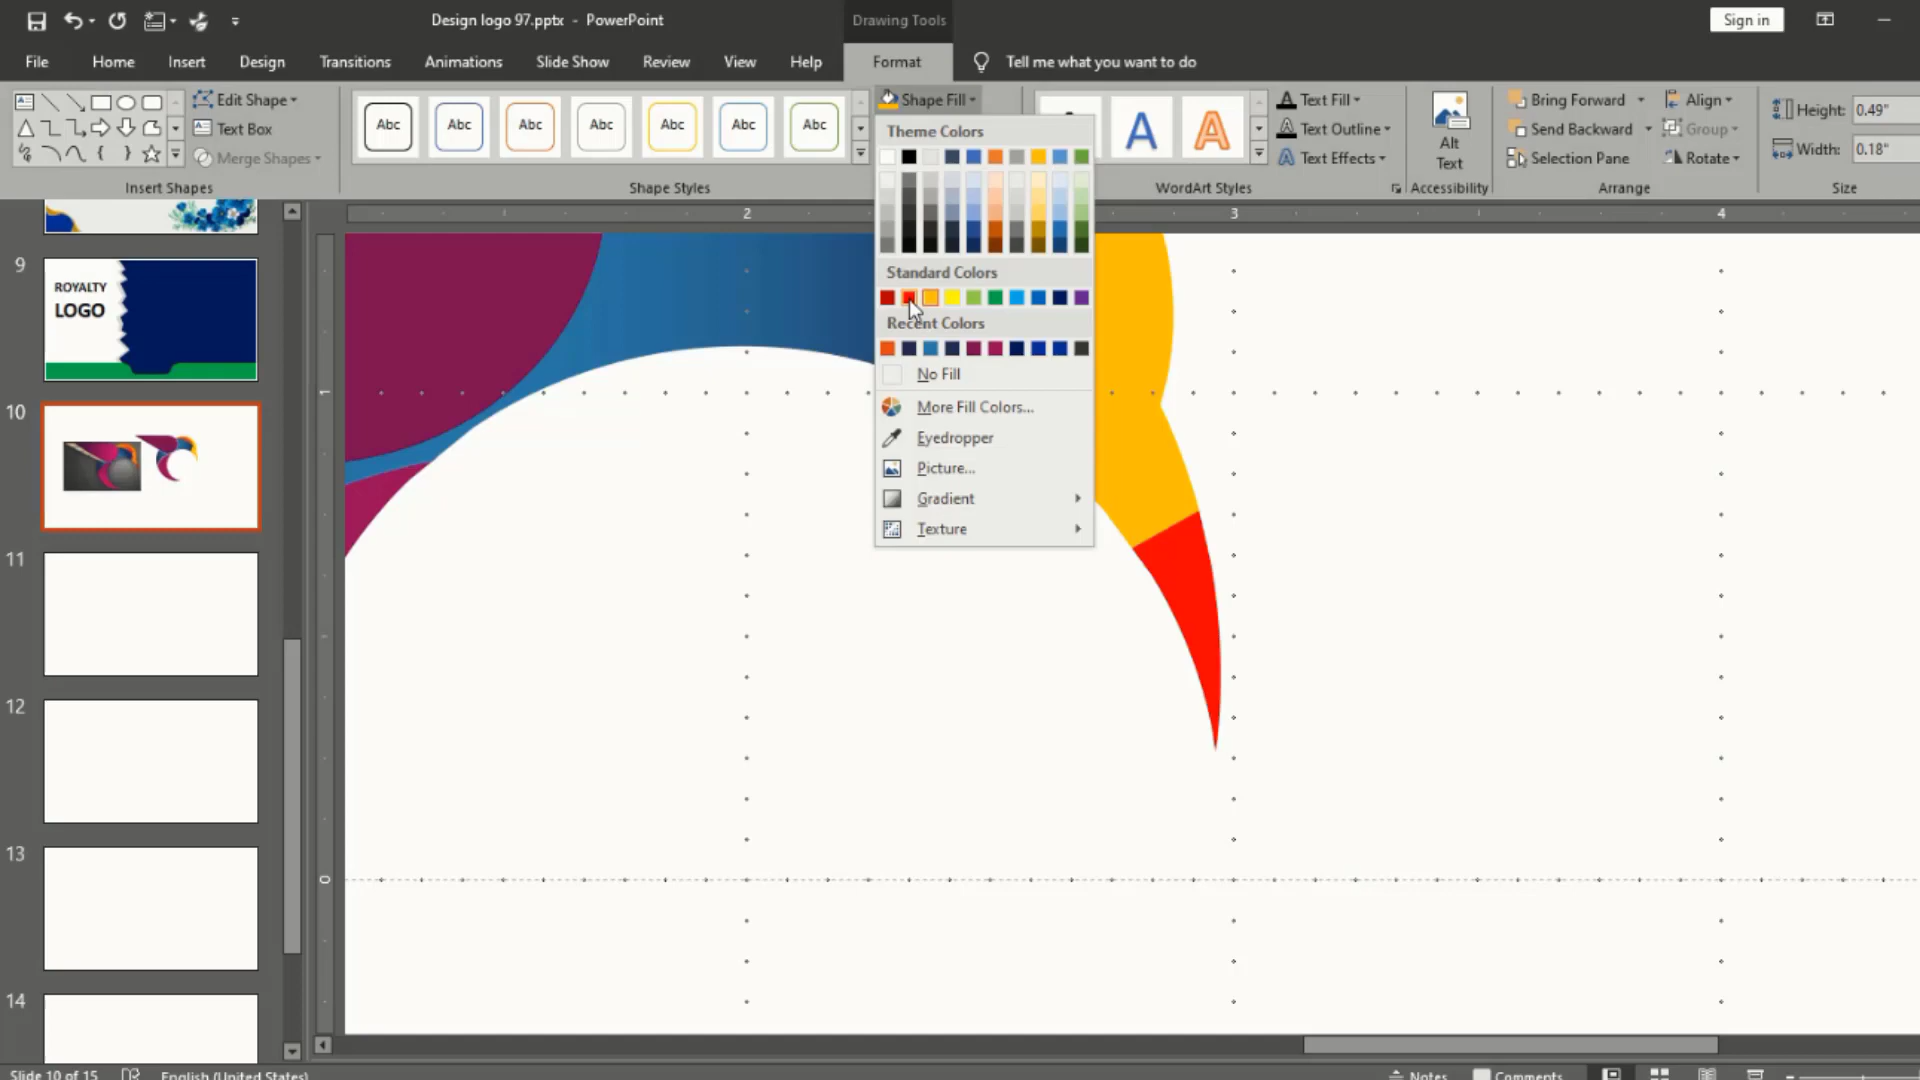 Design logo 97.pptx - PowerPoint
Drawing Tools
Sign in
File
Home
Insert
Design
Transitions
Animations
Slide Show
Review
View
Help
Format
Tell me what you want to do
Edit Shape
Text Box
Merge Shapes
Insert Shapes
Abc
Abc
Abc
Abc
Abc
Abc
Abc
Shape Styles
Shape Fill
A
A
Text Fill
Text Outline
Text Effects
WordArt Styles
Alt
Text
Accessibility
Bring Forward
Send Backward
Selection Pane
Align
Group
Rotate
Arrange
Height: 0.49"
Width: 0.18"
Size
Theme Colors
Standard Colors
Recent Colors
No Fill
More Fill Colors...
Eyedropper
Picture...
Gradient
Texture
2
3
4
1
0
9
ROYALTY
LOGO
10
11
12
13
14
Slide 10 of 15
English (United States)
Notes
Comments